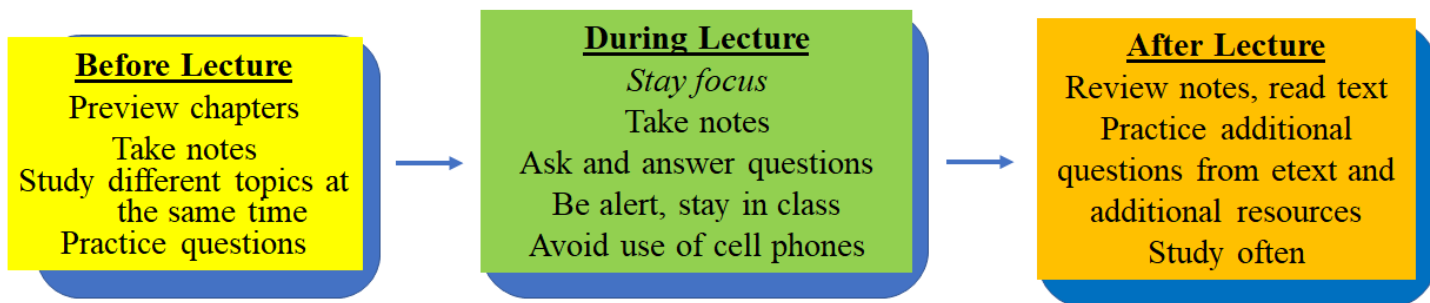 Before Lecture
Preview chapters
Take notes
Study different topics at
the same time
Practice questions
During Lecture
Stay focus
Take notes
Ask and answer questions
Be alert, stay in class
Avoid use of cell phones
After Lecture
Review notes, read text
Practice additional
questions from etext and
additional resources
Study often